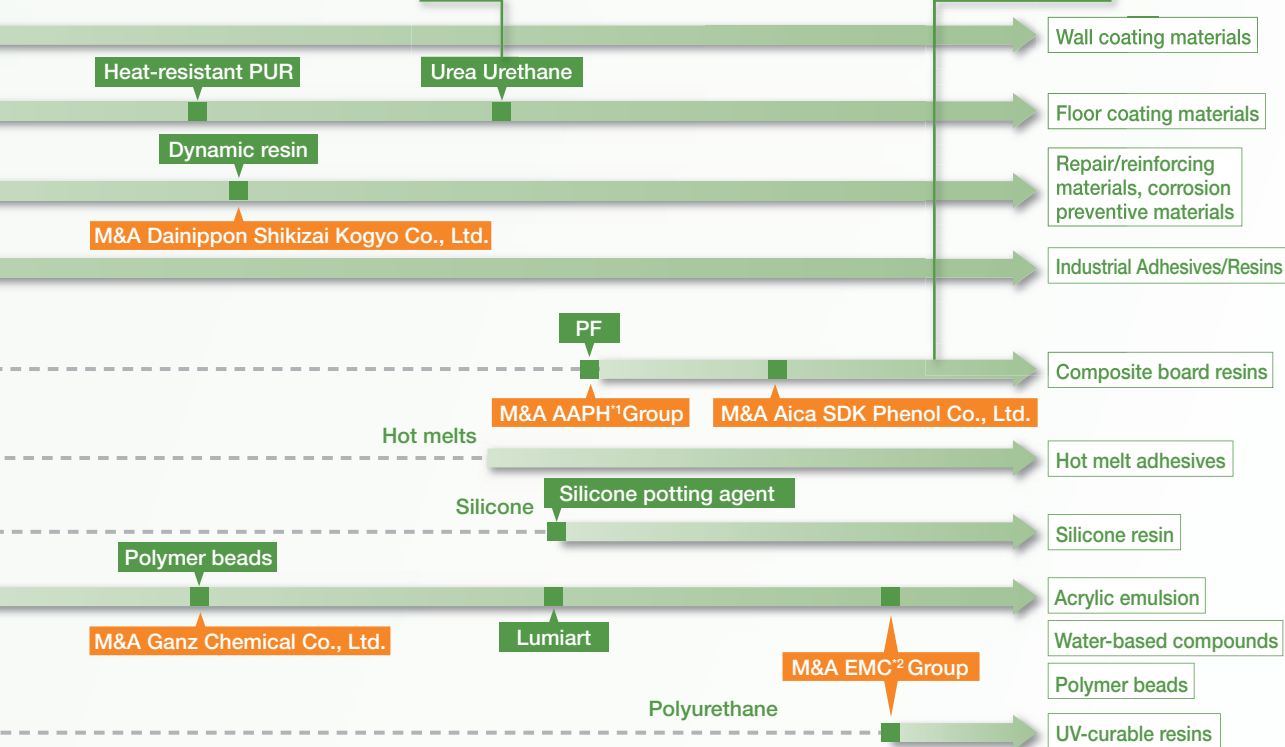 Wall coating materials
Heat-resistant PUR
Urea Urethane
Floor coating materials
Dynamic resin
Repair/reinforcing
materials, corrosion
preventive materials
M&A Dainippon Shikizai Kogyo Co., Ltd.
Industrial Adhesives/Resins
PF
Composite board resins
M&A AAPH*1Group
M&A Aica SDK Phenol Co., Ltd.
Hot melts
Hot melt adhesives
Silicone potting agent
Silicone
Silicone resin
Polymer beads
Acrylic emulsion
M&A Ganz Chemical Co., Ltd.
Lumiart
Water-based compounds
M&A EMC*2 Group
Polymer beads
Polyurethane
UV-curable resins